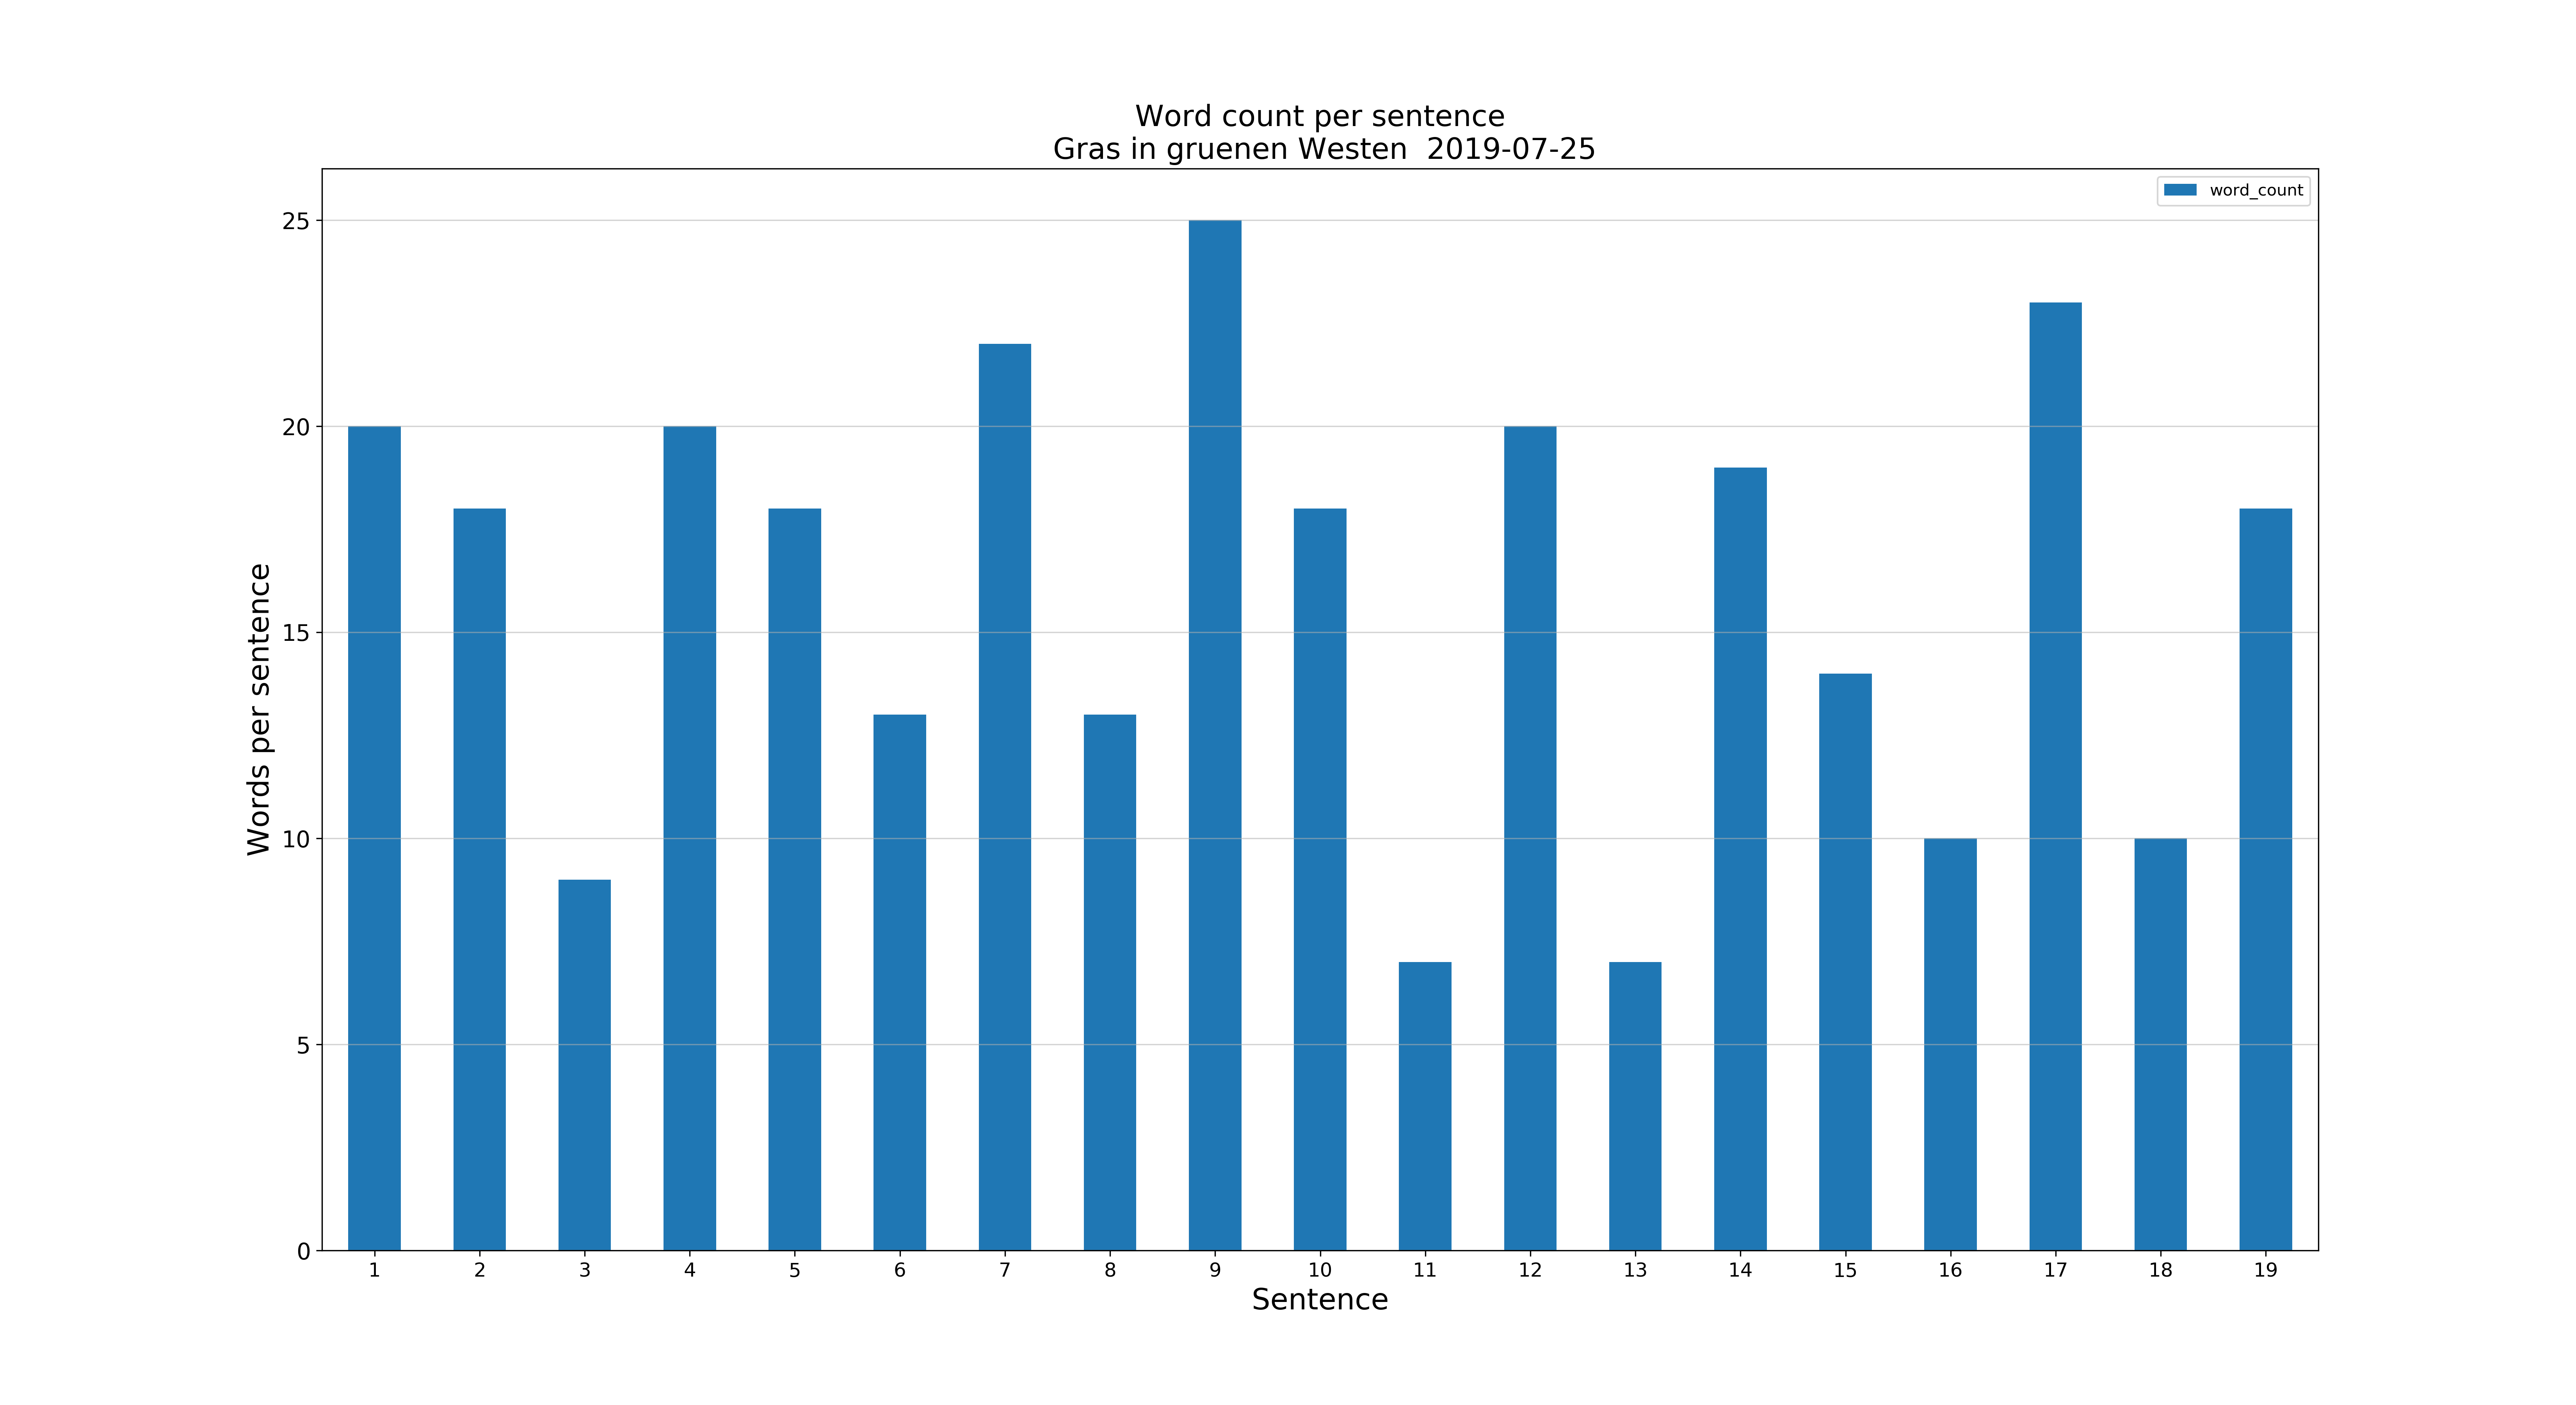 Word count per sentence
Gras in gruenen Westen  2019-07-25
word_count
Words per sentence
25
20
15
10
5
0
1 2 3 4 5 6 7 8 9 10 11 12 13 14 15 16 17 18 19
Sentence